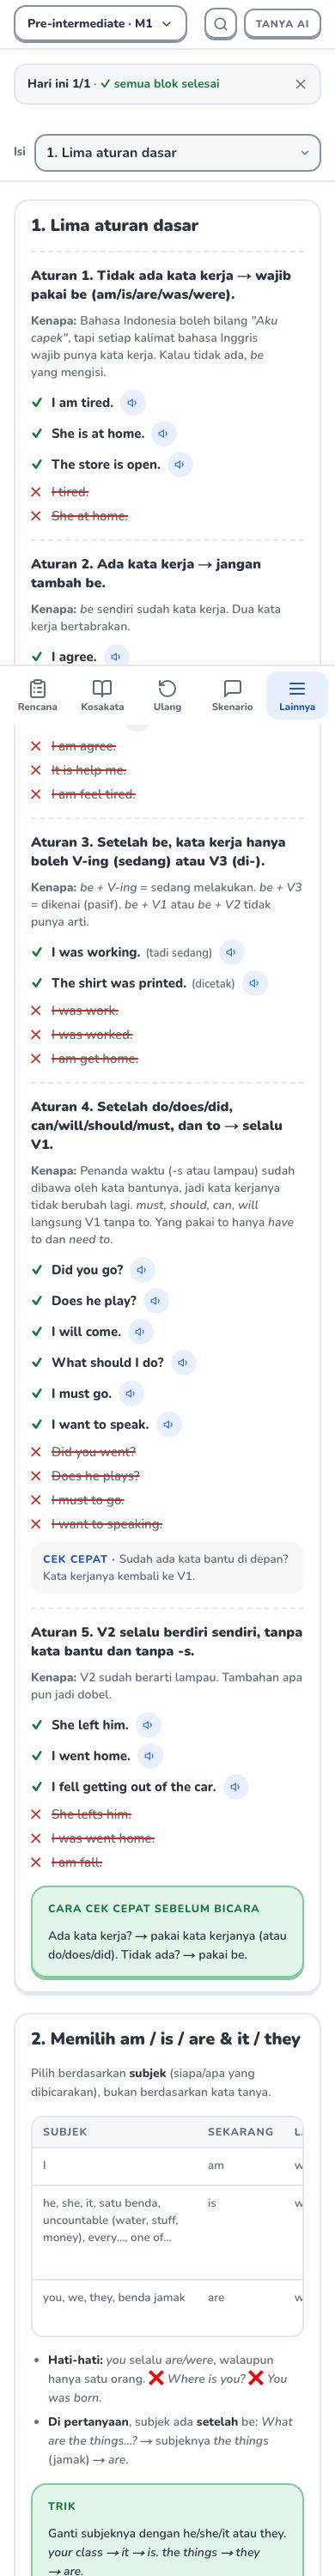 Pre-intermediate · M1
TANYA AI
Hari ini 1/1 · ✓ semua blok selesai
Isi
1. Lima aturan dasar
1. Lima aturan dasar
Aturan 1. Tidak ada kata kerja → wajib
pakai be (am/is/are/was/were).
Kenapa: Bahasa Indonesia boleh bilang "Aku
capek", tapi setiap kalimat bahasa Inggris
wajib punya kata kerja. Kalau tidak ada, be
yang mengisi.
✓ I am tired.
✓ She is at home.
✓ The store is open.
✕ I tired.
✕ She at home.
Aturan 2. Ada kata kerja → jangan
tambah be.
Kenapa: be sendiri sudah kata kerja. Dua kata
kerja bertabrakan.
✓ I agree.
Rencana
Kosakata
Ulang
Skenario
Lainnya
✕ I am agree.
✕ It is help me.
✕ I am feel tired.
Aturan 3. Setelah be, kata kerja hanya
boleh V-ing (sedang) atau V3 (di-).
Kenapa: be + V-ing = sedang melakukan. be + V3
= dikenai (pasif). be + V1 atau be + V2 tidak
punya arti.
✓ I was working. (tadi sedang)
✓ The shirt was printed. (dicetak)
✕ I was work.
✕ I was worked.
✕ I am get home.
Aturan 4. Setelah do/does/did,
can/will/should/must, dan to → selalu
V1.
Kenapa: Penanda waktu (-s atau lampau) sudah
dibawa oleh kata bantunya, jadi kata kerjanya
tidak berubah lagi. must, should, can, will
langsung V1 tanpa to. Yang pakai to hanya have
to dan need to.
✓ Did you go?
✓ Does he play?
✓ I will come.
✓ What should I do?
✓ I must go.
✓ I want to speak.
✕ Did you went?
✕ Does he plays?
✕ I must to go.
✕ I want to speaking.
CEK CEPAT · Sudah ada kata bantu di depan?
Kata kerjanya kembali ke V1.
Aturan 5. V2 selalu berdiri sendiri, tanpa
kata bantu dan tanpa -s.
Kenapa: V2 sudah berarti lampau. Tambahan apa
pun jadi dobel.
✓ She left him.
✓ I went home.
✓ I fell getting out of the car.
✕ She lefts him.
✕ I was went home.
✕ I am fall.
CARA CEK CEPAT SEBELUM BICARA
Ada kata kerja? → pakai kata kerjanya (atau
do/does/did). Tidak ada? → pakai be.
2. Memilih am / is / are & it / they
Pilih berdasarkan subjek (siapa/apa yang
dibicarakan), bukan berdasarkan kata tanya.
SUBJEK SEKARANG
I am
he, she, it, satu benda, is
uncountable (water, stuff,
money), every..., one of...
you, we, they, benda jamak are
• Hati-hati: you selalu are/were, walaupun
hanya satu orang. ❌ Where is you? ❌ You
was born.
• Di pertanyaan, subjek ada setelah be: What
are the things...? → subjeknya the things
(jamak) → are.
TRIK
Ganti subjeknya dengan he/she/it atau they.
your class → it → is. the things → they
→ are.